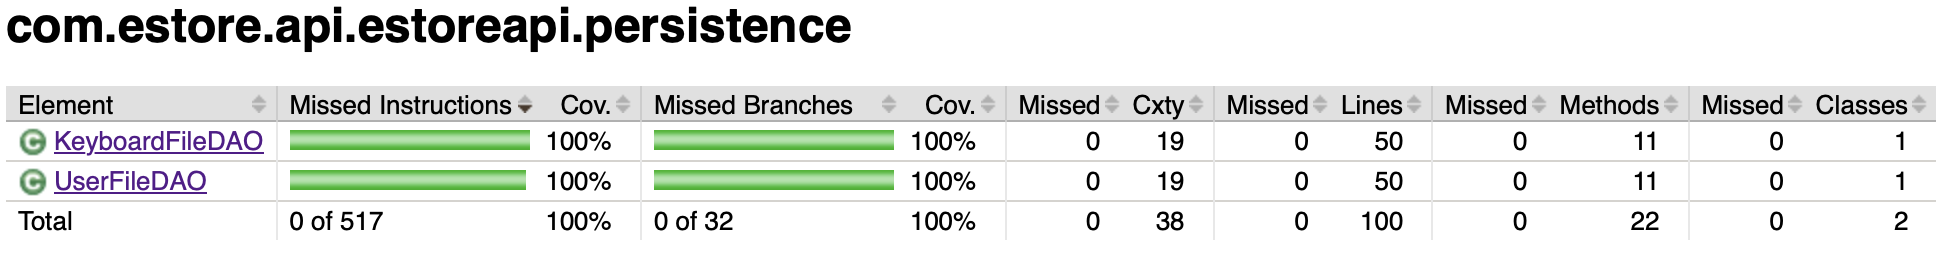 com.estore.api.estoreapi.persistence
Element Missed Instructions Cov. Missed Branches Cov. Missed Cxty Missed Lines Missed Methods Missed Classes
C KeyboardFileDAO 100% 100% 0 19 0 50 0 11 0 1
C UserFileDAO 100% 100% 0 19 0 50 0 11 0 1
Total 0 of 517 100% 0 of 32 100% 0 38 0 100 0 22 0 2